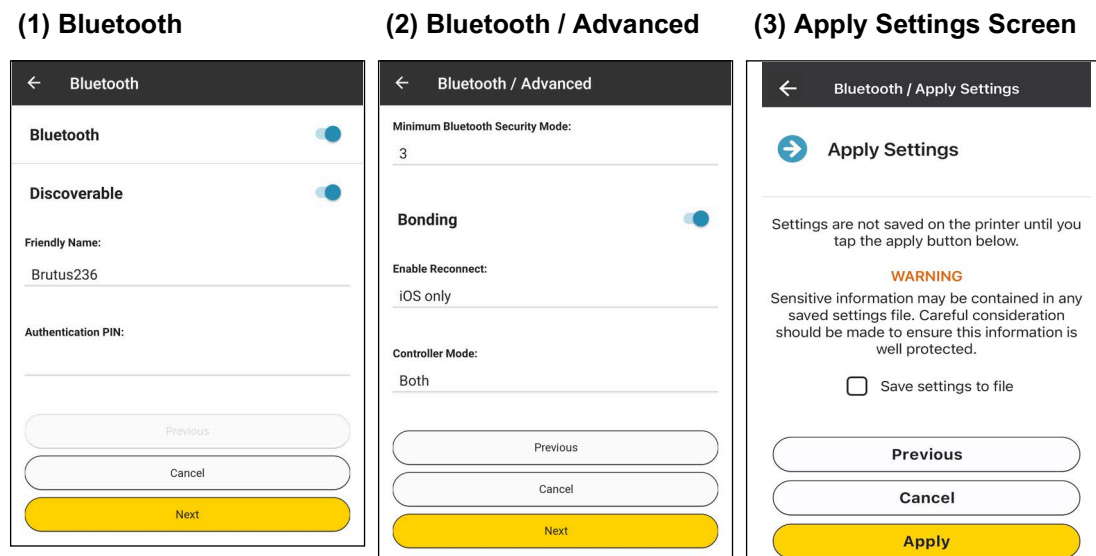 (1) Bluetooth
(2) Bluetooth / Advanced
(3) Apply Settings Screen
Bluetooth
Bluetooth
Discoverable
Friendly Name:
Brutus236
Authentication PIN:
Previous
Cancel
Next
Bluetooth / Advanced
Minimum Bluetooth Security Mode:
3
Bonding
Enable Reconnect:
iOS only
Controller Mode:
Both
Previous
Cancel
Next
Bluetooth / Apply Settings
Apply Settings
Settings are not saved on the printer until you
tap the apply button below.
WARNING
Sensitive information may be contained in any
saved settings file. Careful consideration
should be made to ensure this information is
well protected.
Save settings to file
Previous
Cancel
Apply